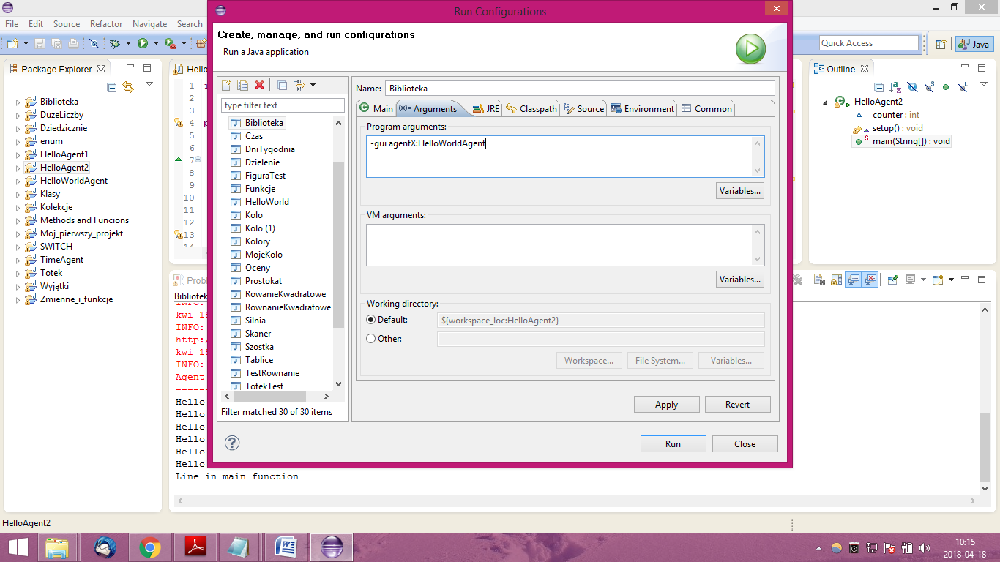 Run Configurations
File Edit Source Refactor Navigate Search
Quick Access
Java
Package Explorer
Biblioteka
DuzeLiczby
Dziedzicznie
enum
HelloAgent1
HelloAgent2
HelloWorldAgent
Klasy
Kolekcje
Methods and Funcions
Moj_pierwszy_projekt
SWITCH
TimeAgent
Totek
Wyjątki
Zmienne_i_funkcje
Hello
1
2
3
4
5
6
7
8
9
10
11
12
13
14
Create, manage, and run configurations
Run a Java application
type filter text
Biblioteka
Czas
DniTygodnia
Dzielenie
FiguraTest
Funkcje
HelloWorld
Kolo
Kolo (1)
Kolory
MojeKolo
Oceny
Prostokat
RowanieKwadratowe
RownanieKwadratowe
Silnia
Skaner
Szostka
Tablice
TestRownanie
TotekTest
Filter matched 30 of 30 items
Name: Biblioteka
Main (x)= Arguments JRE Classpath Source Environment Common
Program arguments:
-gui agentX:HelloWorldAgent
Variables...
VM arguments:
Variables...
Working directory:
Default: ${workspace_loc:HelloAgent2}
Other:
Workspace... File System... Variables...
Apply Revert
Run Close
Outline
HelloAgent2
counter : int
setup() : void
main(String[]) : void
Bibliotek
INFO:
kwi 18
INFO:
http:/
kwi 18
INFO:
Agent
------
Hello
Hello
Hello
Hello
Hello
Hello
Line in main function
HelloAgent2
10:15
2018-04-18